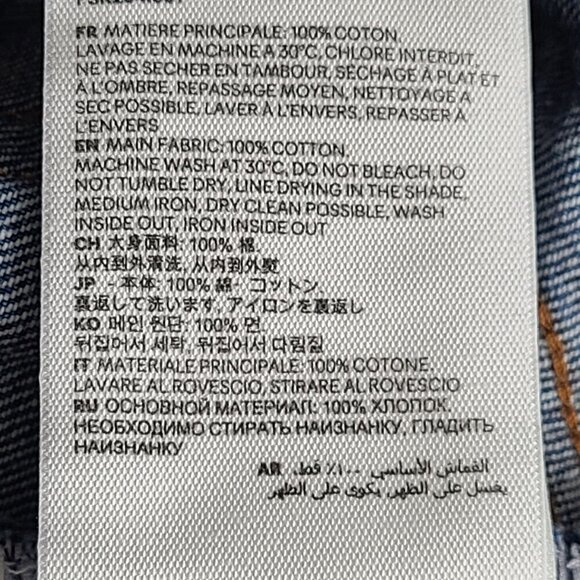 FR MATIERE PRINCIPALE: 100% COTON
LAVAGE EN MACHINE A 30°C, CHLORE INTERDIT,
NE PAS SECHER EN TAMBOUR, SÉCHAGE À PLAT ET
À L'OMBRE, REPASSAGE MOYEN, NETTOYAGE A
SEC POSSIBLE, LAVER À L'ENVERS, REPASSER À
L'ENVERS
EN MAIN FABRIC: 100% COTTON.
MACHINE WASH AT 30°C, DO NOT BLEACH, DO
NOT TUMBLE DRY, LINE DRYING IN THE SHADE,
MEDIUM IRON, DRY CLEAN POSSIBLE, WASH
INSIDE OUT, IRON INSIDE OUT
CH 大身面料: 100% 棉.
从内到外清洗, 从内到外熨
JP - 本体: 100% 綿· コットン.
裏返して洗います, アイロンを裏返し
KO 메인 원단: 100% 면.
뒤집어서 세탁, 뒤집어서 다림질
IT MATERIALE PRINCIPALE: 100% COTONE.
LAVARE AL ROVESCIO, STIRARE AL ROVESCIO
RU ОСНОВНОЙ МАТЕРИАЛ: 100% ХЛОПОК.
НЕОБХОДИМО СТИРАТЬ НАИЗНАНКУ, ГЛАДИТЬ
НАИЗНАНКУ
AR القماش الأساسي ١٠٠٪ قطن.
يغسل على الظهر, يكوى على الظهر